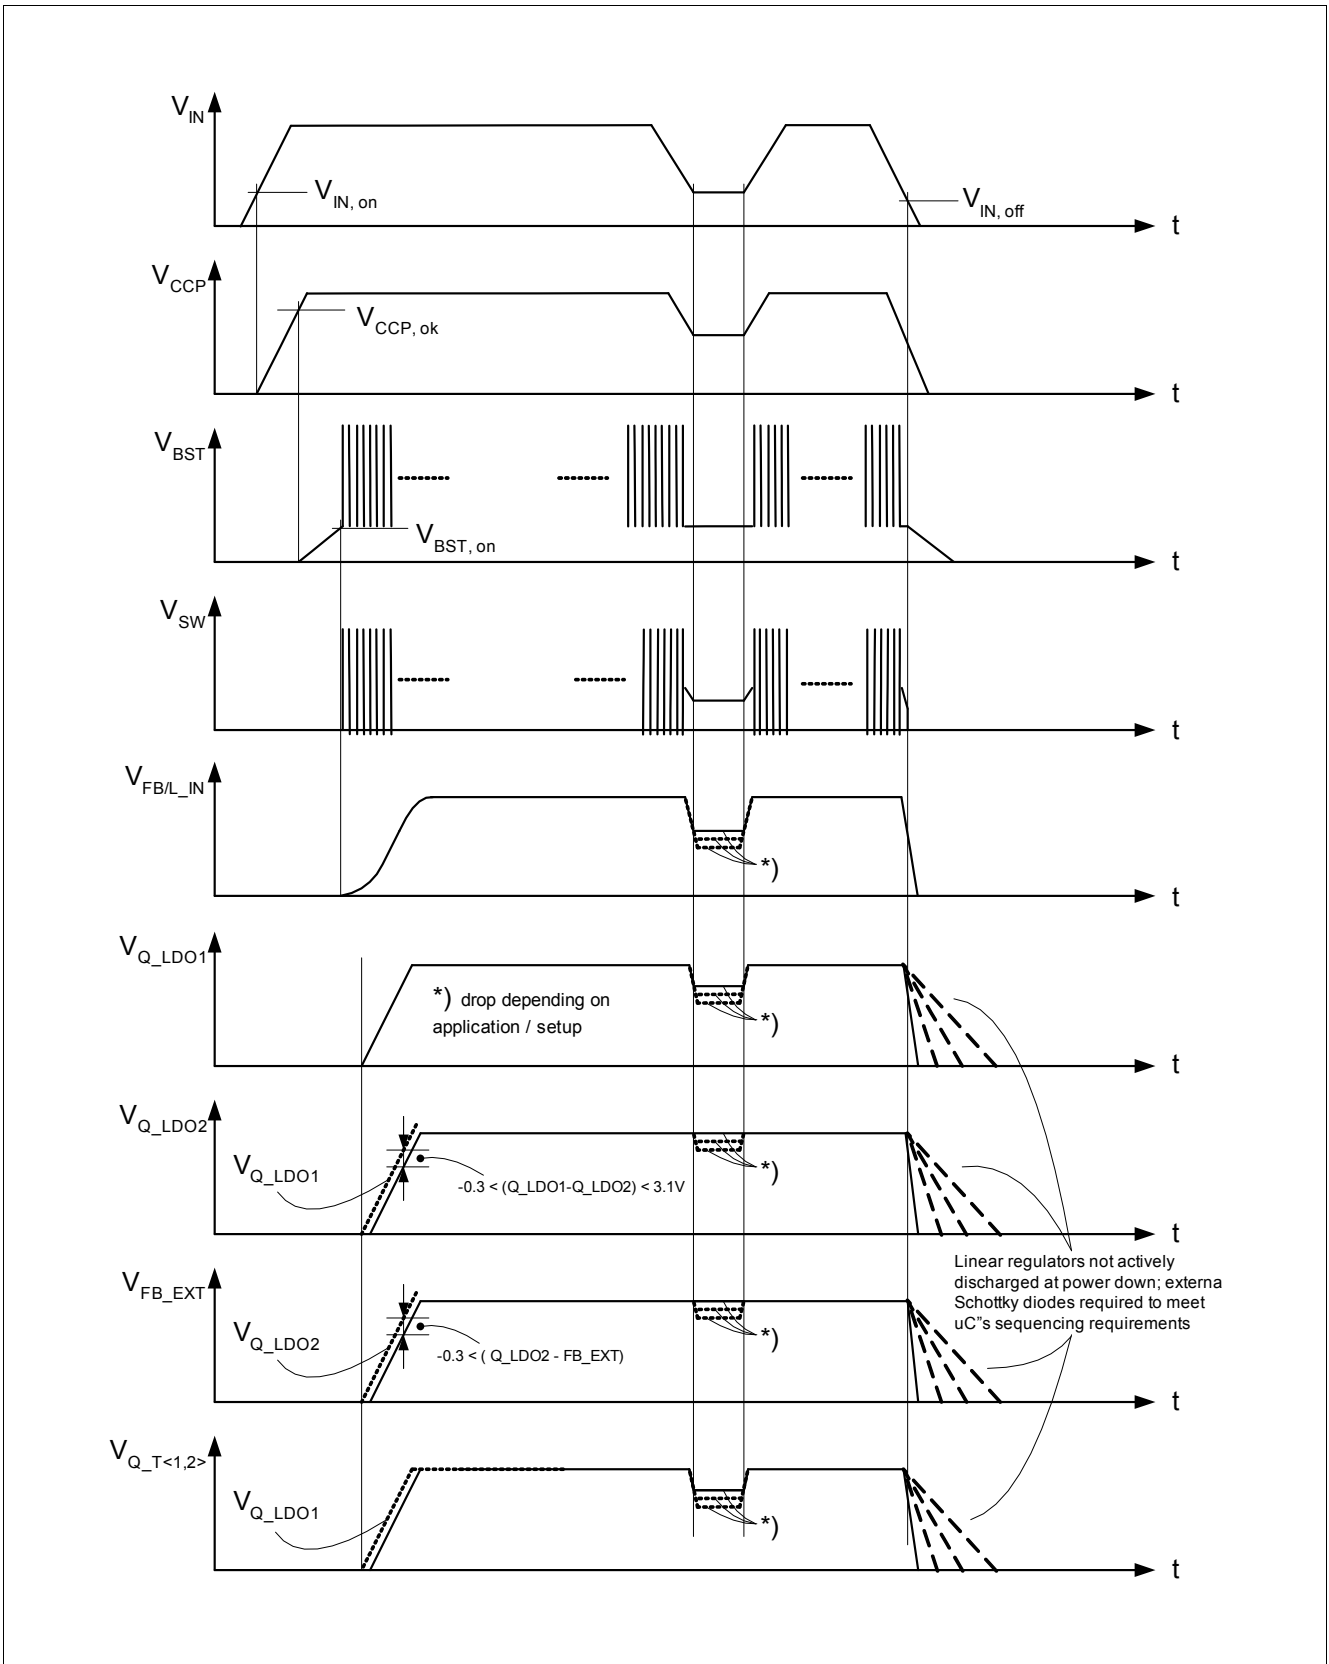 V_IN
V_IN, on
V_IN, off
t
V_CCP
V_CCP, ok
t
V_BST
V_BST, on
t
V_SW
t
V_FB/L_IN
*)
t
V_Q_LDO1
*) drop depending on
application / setup
*)
t
V_Q_LDO2
V_Q_LDO1
-0.3 < (Q_LDO1-Q_LDO2) < 3.1V
*)
t
Linear regulators not actively
discharged at power down; externa
Schottky diodes required to meet
uC"s sequencing requirements
V_FB_EXT
V_Q_LDO2
-0.3 < ( Q_LDO2 - FB_EXT)
*)
t
V_Q_T<1,2>
V_Q_LDO1
*)
t